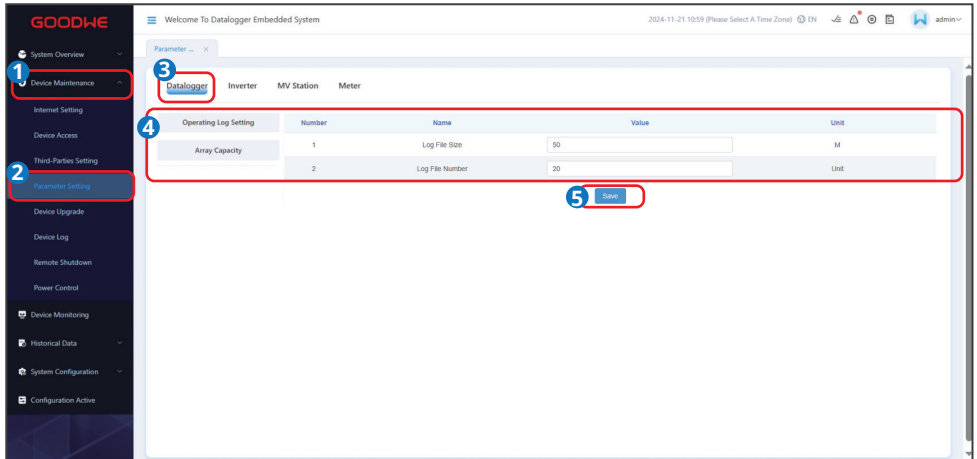 GOODWE
Welcome To Datalogger Embedded System
2024-11-21 10:59 (Please Select A Time Zone) EN
admin
Parameter ... ×
System Overview
1
Device Maintenance
Internet Setting
Device Access
Third-Parties Setting
2
Parameter Setting
Device Upgrade
Device Log
Remote Shutdown
Power Control
Device Monitoring
Historical Data
System Configuration
Configuration Active
3
Datalogger Inverter MV Station Meter
4
Operating Log Setting
Array Capacity
Number Name Value Unit
1 Log File Size 50 M
2 Log File Number 20 Unit
5
Save